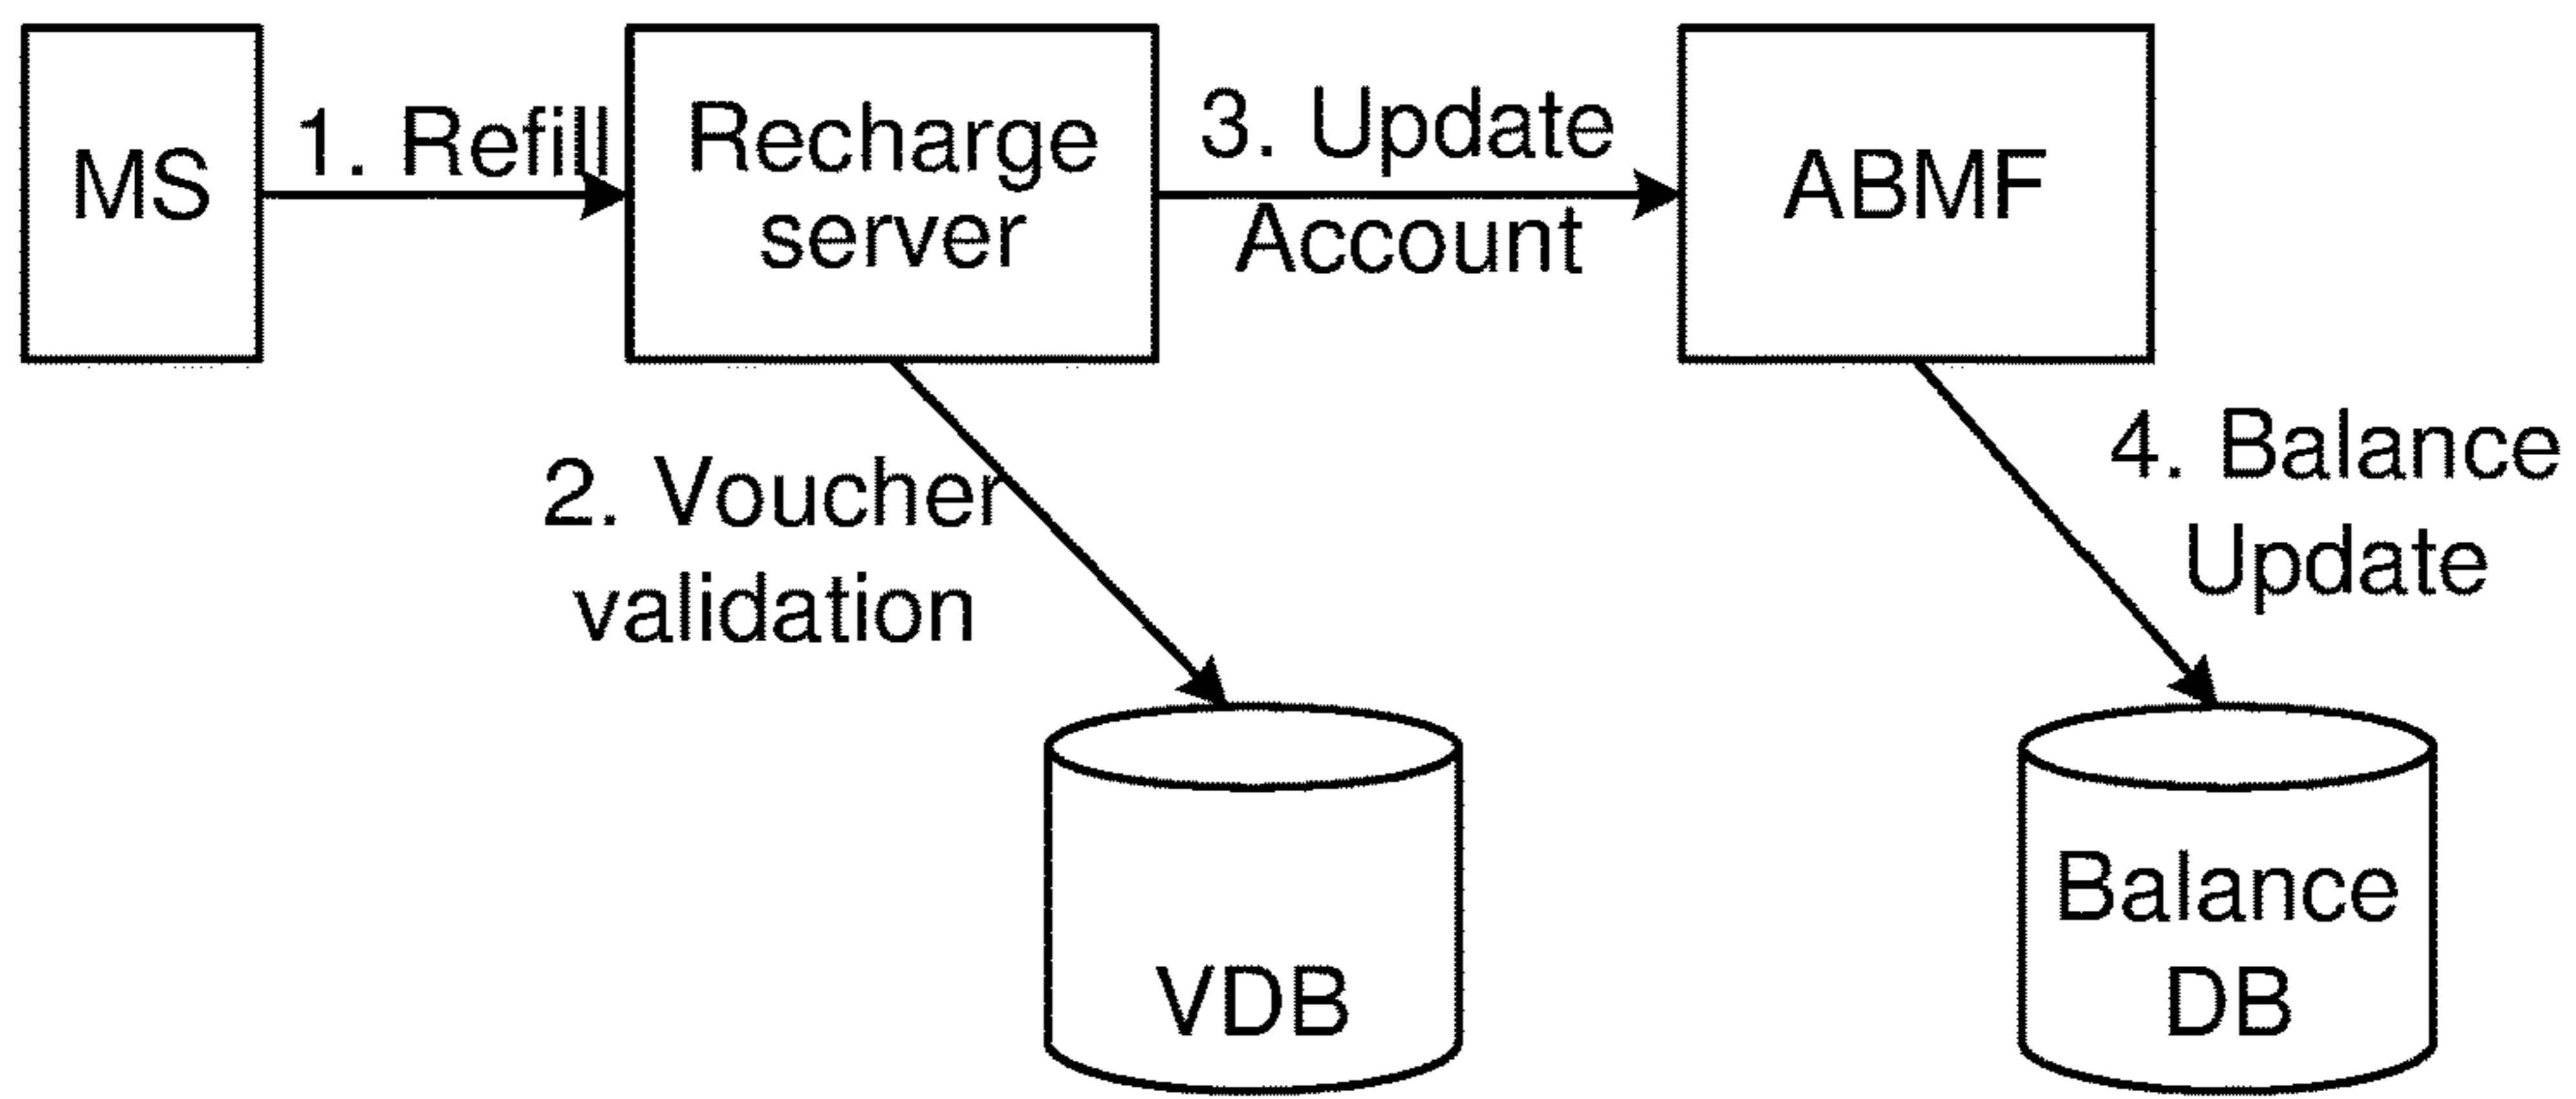 MS
1. Refill
Recharge
server
3. Update
Account
ABMF
2. Voucher
validation
4. Balance
Update
VDB
Balance
DB